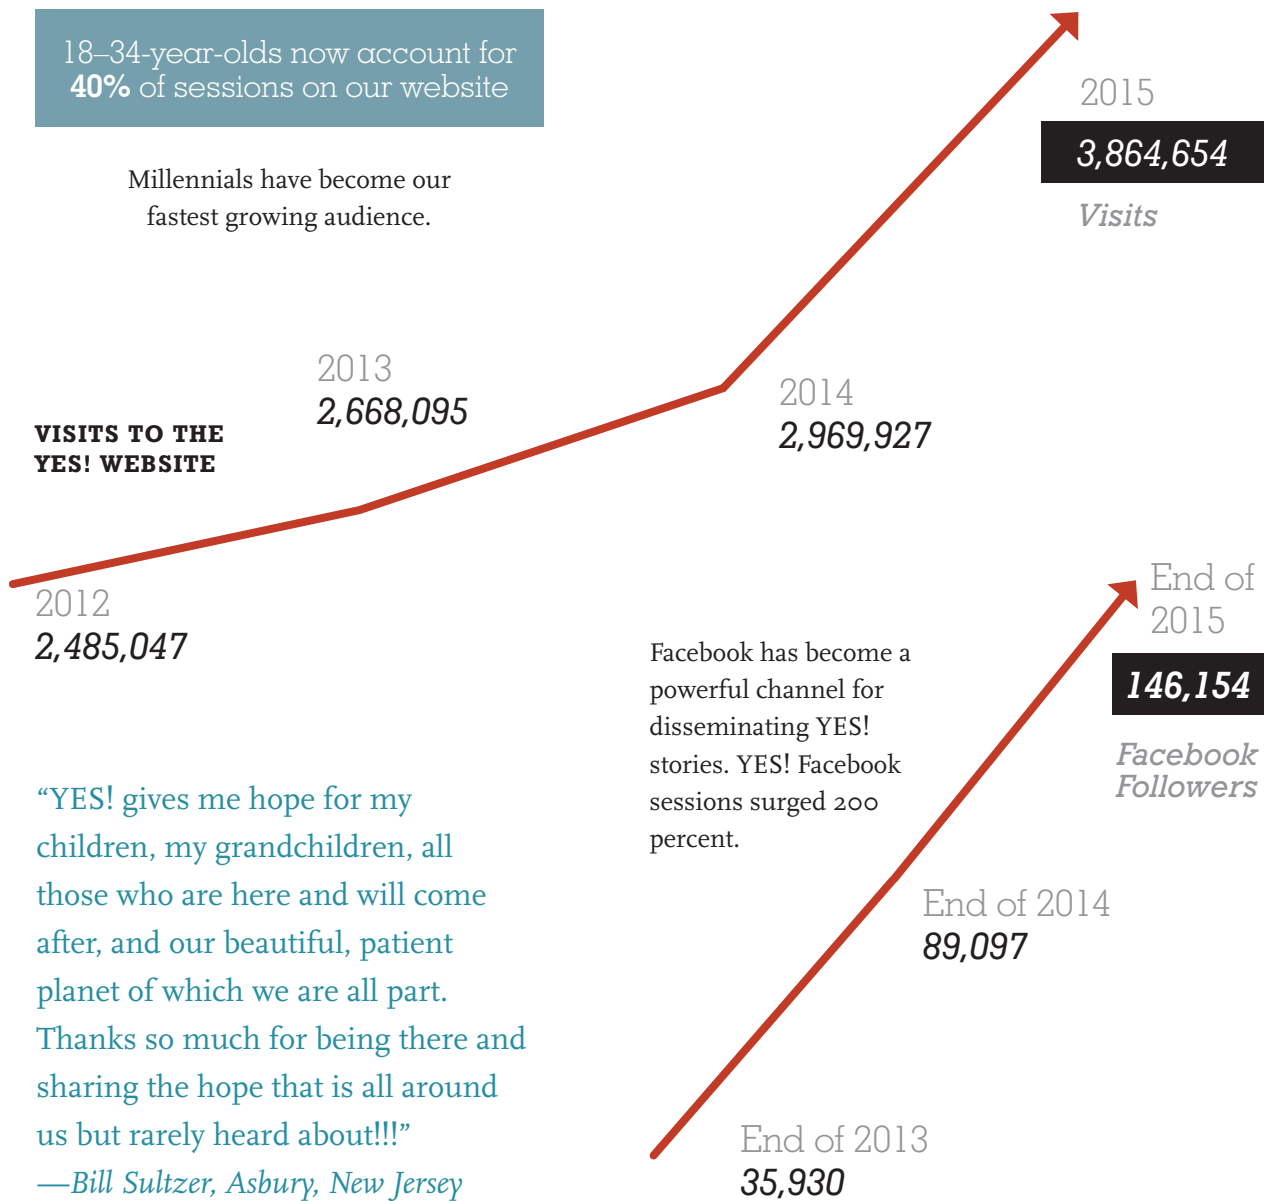 18–34-year-olds now account for
40% of sessions on our website
Millennials have become our
fastest growing audience.
2015
3,864,654
Visits
2013
2,668,095
2014
2,969,927
VISITS TO THE
YES! WEBSITE
2012
2,485,047
End of
2015
146,154
Facebook
Followers
Facebook has become a
powerful channel for
disseminating YES!
stories. YES! Facebook
sessions surged 200
percent.
End of 2014
89,097
End of 2013
35,930
“YES! gives me hope for my
children, my grandchildren, all
those who are here and will come
after, and our beautiful, patient
planet of which we are all part.
Thanks so much for being there and
sharing the hope that is all around
us but rarely heard about!!!”
—Bill Sultzer, Asbury, New Jersey